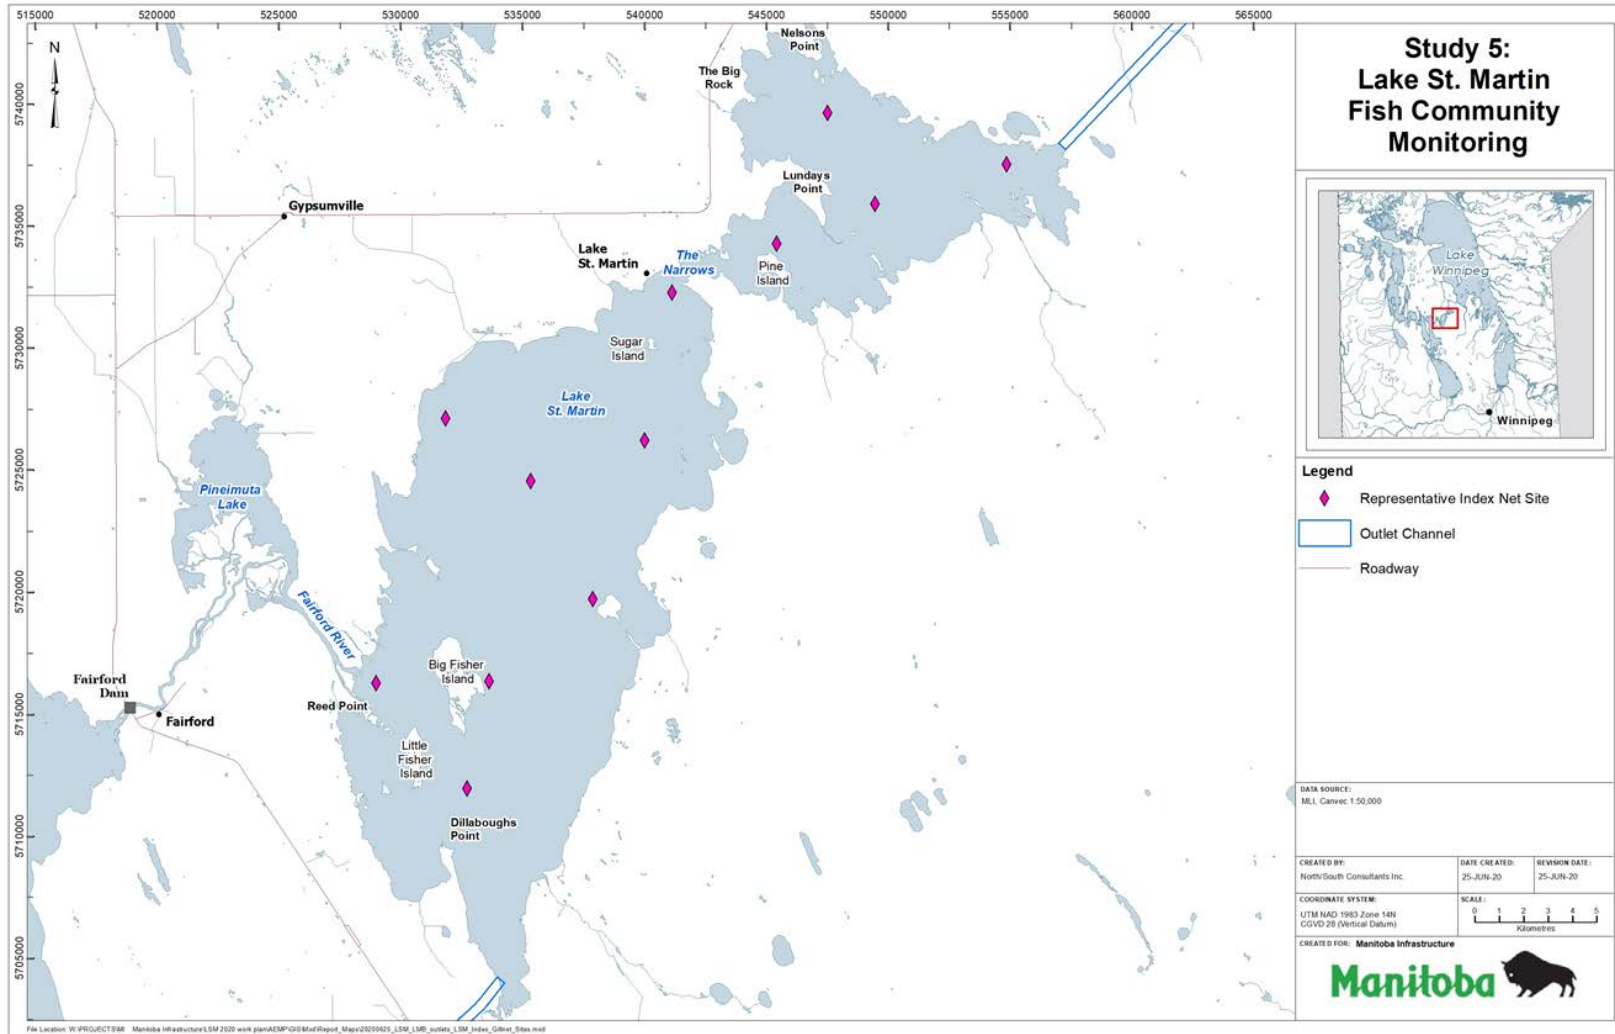 515000 520000 525000 530000 535000 540000 545000 550000 555000 560000 565000
5740000
5735000
5730000
5725000
5720000
5715000
5710000
5705000
N
Nelsons
Point
The Big
Rock
Lundays
Point
Gypsumville
Lake
St. Martin
The
Narrows
Pine
Island
Sugar
Island
Lake
St. Martin
Pineimuta
Lake
Fairford River
Big Fisher
Island
Fairford
Dam
Reed Point
Fairford
Little
Fisher
Island
Dillaboughs
Point
Study 5:
Lake St. Martin
Fish Community
Monitoring
Lake
Winnipeg
Winnipeg
Legend
Representative Index Net Site
Outlet Channel
Roadway
DATA SOURCE:
MLI, Canvec 1:50,000
CREATED BY:
North/South Consultants Inc.
DATE CREATED:
25-JUN-20
REVISION DATE:
25-JUN-20
COORDINATE SYSTEM:
UTM NAD 1983 Zone 14N
CGVD 28 (Vertical Datum)
SCALE:
0 1 2 3 4 5
Kilometres
CREATED FOR: Manitoba Infrastructure
Manitoba